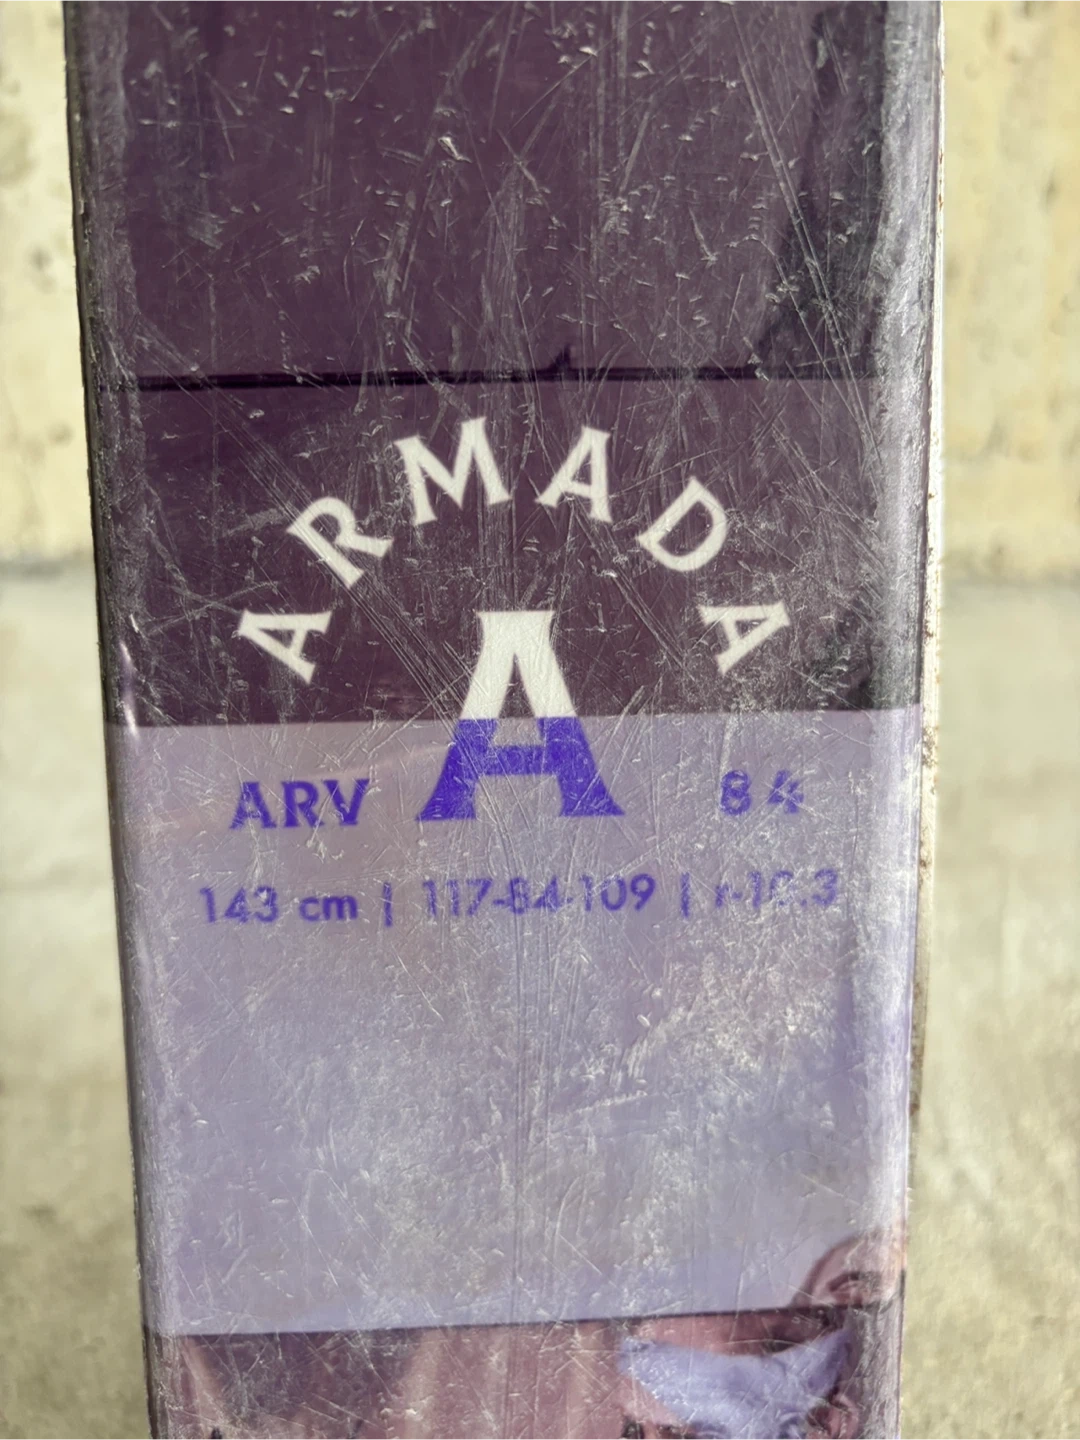 ARMADA
A
ARV 84
143 cm | 117-84-109 |